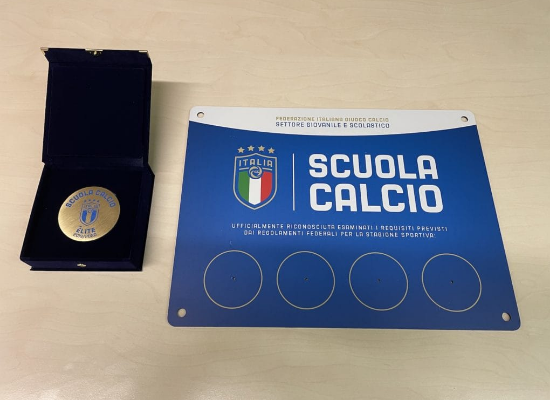 SCUOLA CALCIO
ÉLITE
FEDERAZIONE ITALIANA GIUOCO CALCIO
SETTORE GIOVANILE E SCOLASTICO
ITALIA
SCUOLA
CALCIO
UFFICIALMENTE RICONOSCIUTA ESAMINATI I REQUISITI PREVISTI
DAI REGOLAMENTI FEDERALI PER LA STAGIONE SPORTIVA: